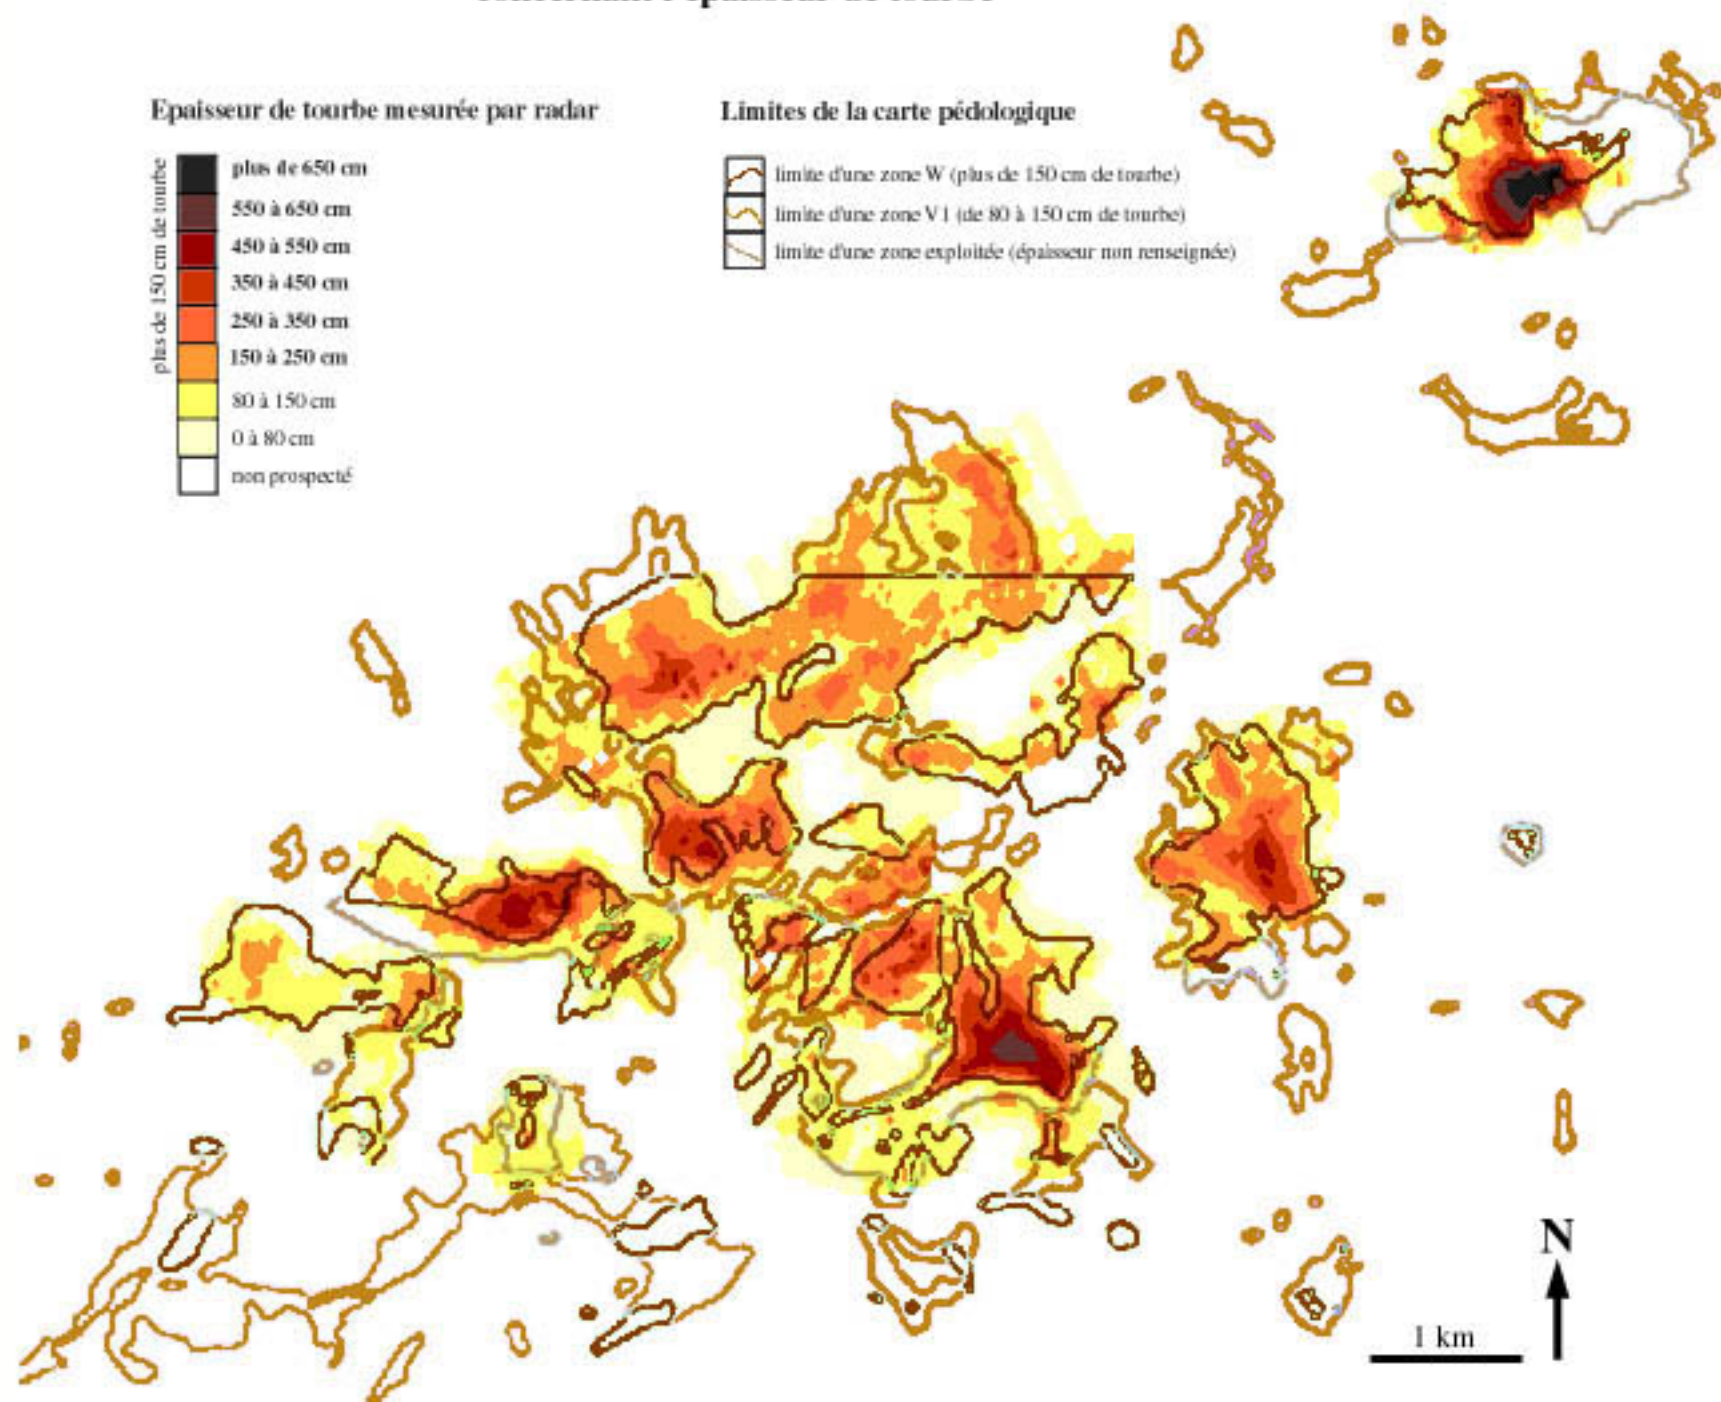 Epaisseur de tourbe mesurée par radar
plus de 150 cm de tourbe
plus de 650 cm
550 à 650 cm
450 à 550 cm
350 à 450 cm
250 à 350 cm
150 à 250 cm
80 à 150 cm
0 à 80 cm
non prospecté
Limites de la carte pédologique
limite d'une zone W (plus de 150 cm de tourbe)
limite d'une zone V1 (de 80 à 150 cm de tourbe)
limite d'une zone exploitée (épaisseur non renseignée)
N
1 km